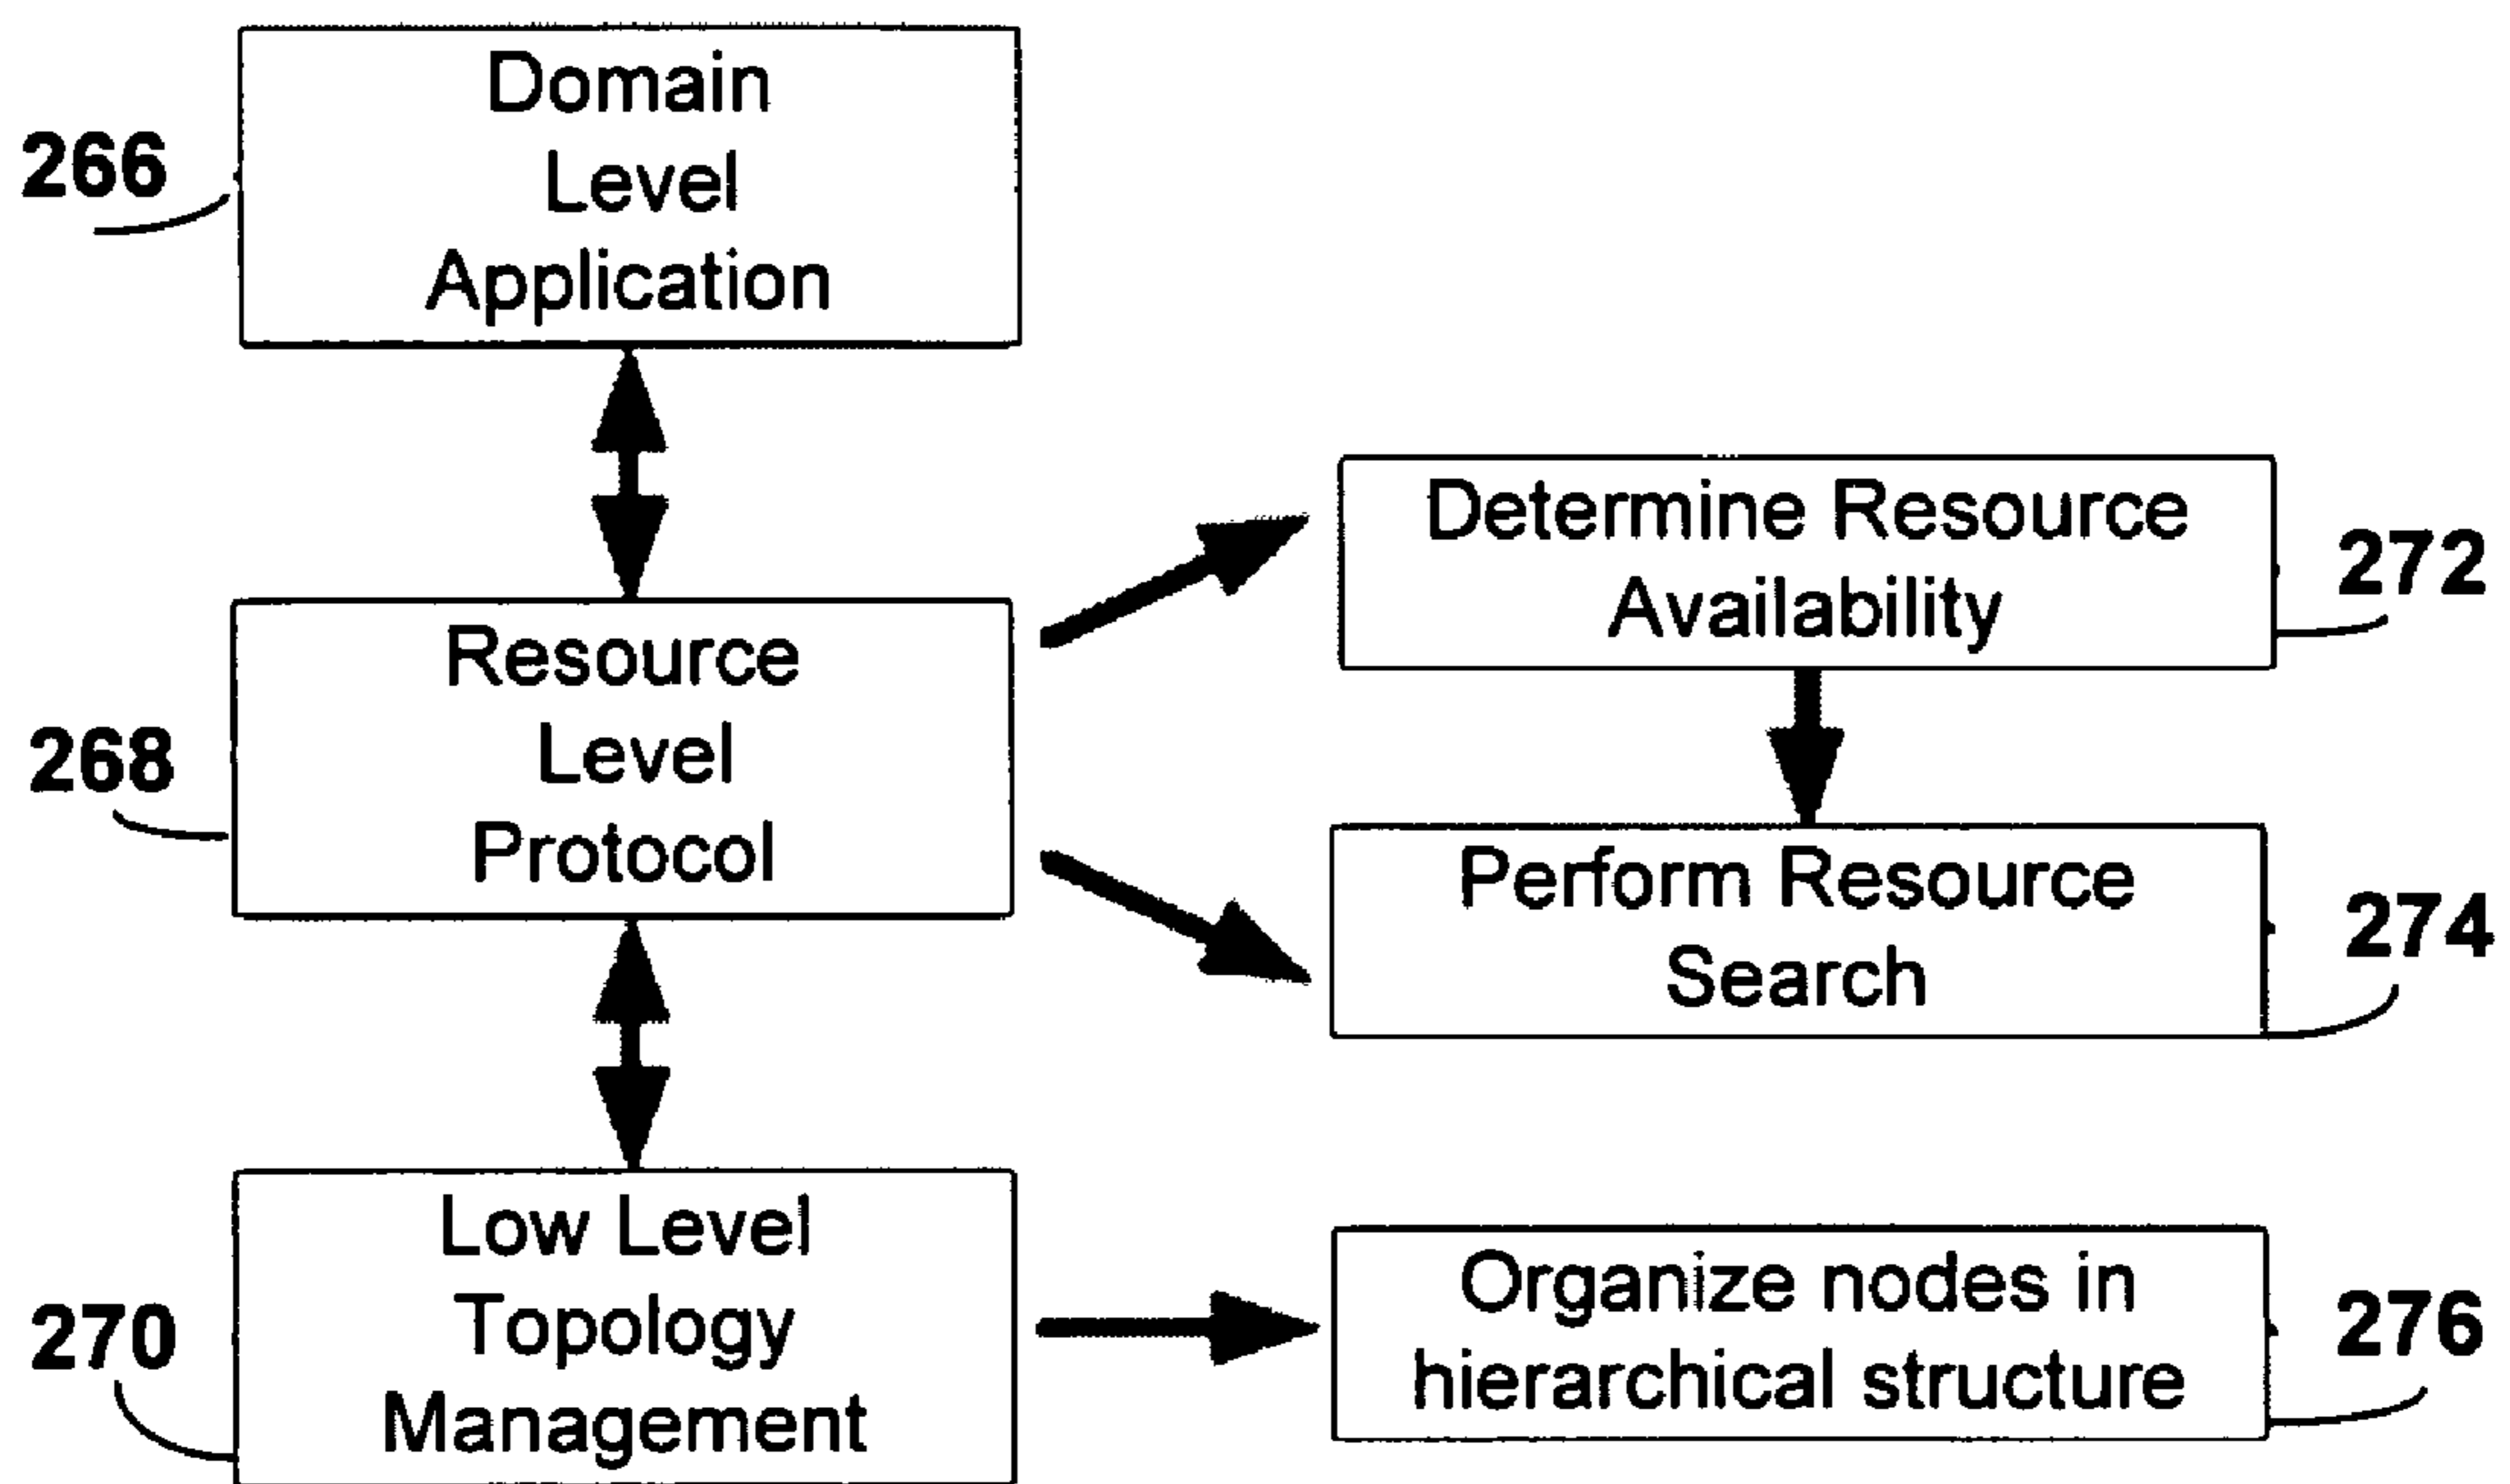 Domain
Level
Application
266
Resource
Level
Protocol
268
Low Level
Topology
Management
270
Determine Resource
Availability
272
Perform Resource
Search
274
Organize nodes in
hierarchical structure
276